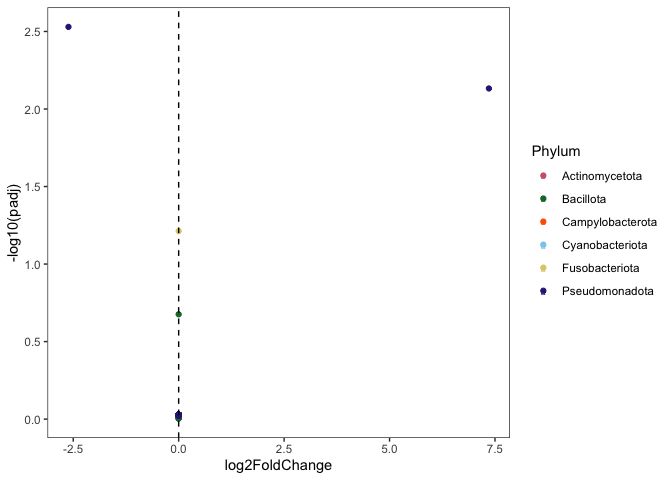 2.5
2.0
1.5
1.0
0.5
0.0
-log10(padj)
-2.5 0.0 2.5 5.0 7.5
log2FoldChange
Phylum
Actinomycetota
Bacillota
Campylobacterota
Cyanobacteriota
Fusobacteriota
Pseudomonadota